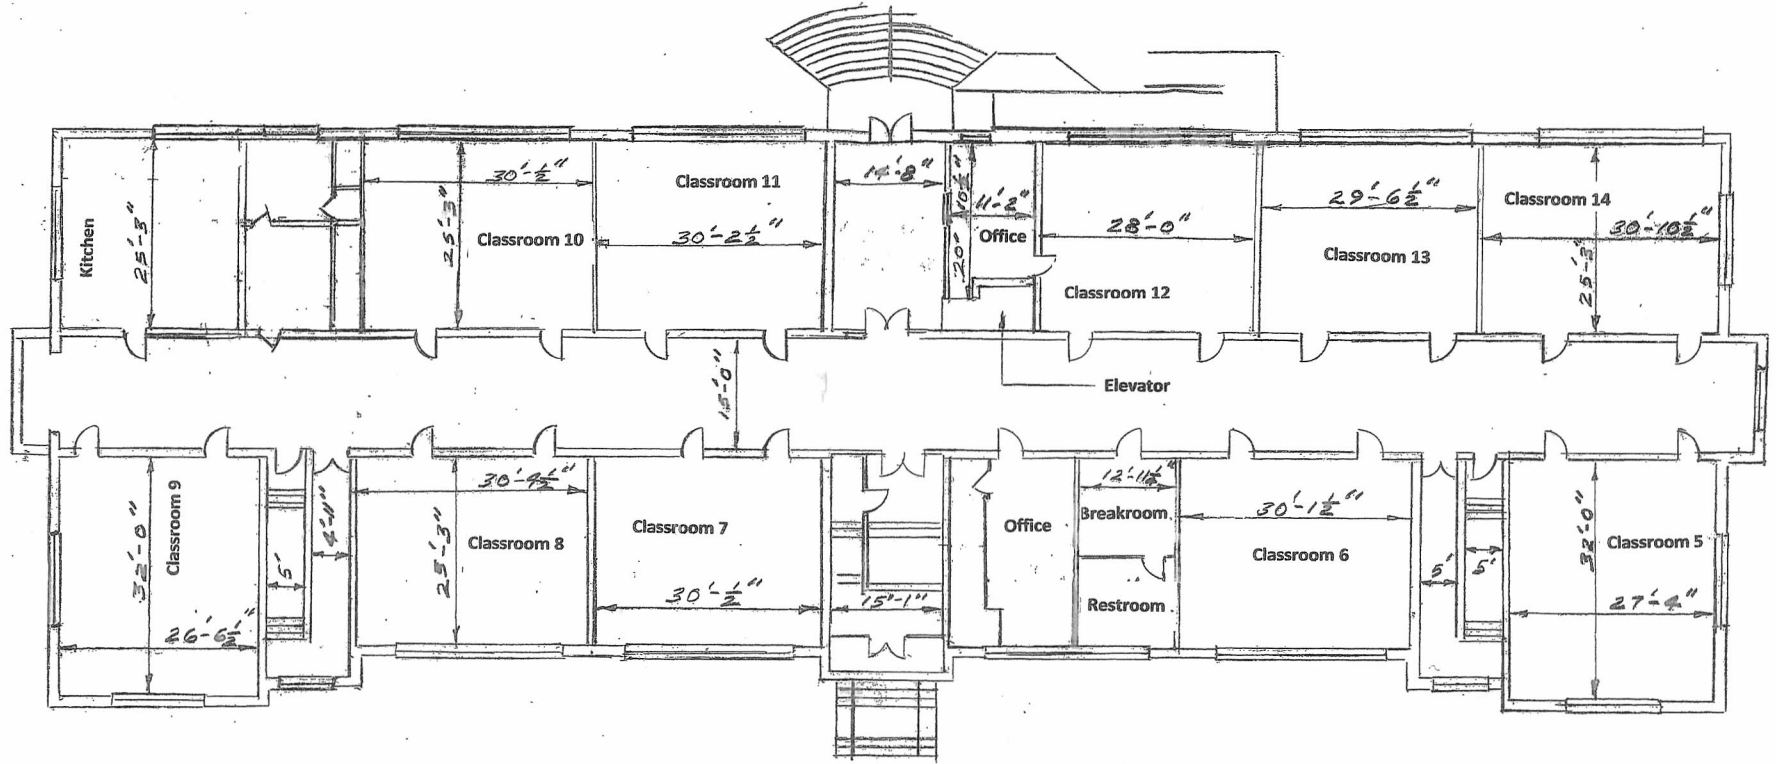 Kitchen
25'-3"
30'-½"
25'-3"
Classroom 10
Classroom 11
30'-2½"
14'-8"
20'-10½"
11'-2"
Office
28'-0"
Classroom 12
29'-6½"
Classroom 13
Classroom 14
30'-10½"
25'-3"
15'-0"
Elevator
Classroom 9
32'-0"
26'-6½"
5'
4'-11"
30'-4½"
25'-3"
Classroom 8
Classroom 7
30'-½"
15'-1"
Office
Breakroom
Restroom
30'-1½"
Classroom 6
5'
5'
32'-0"
Classroom 5
27'-4"